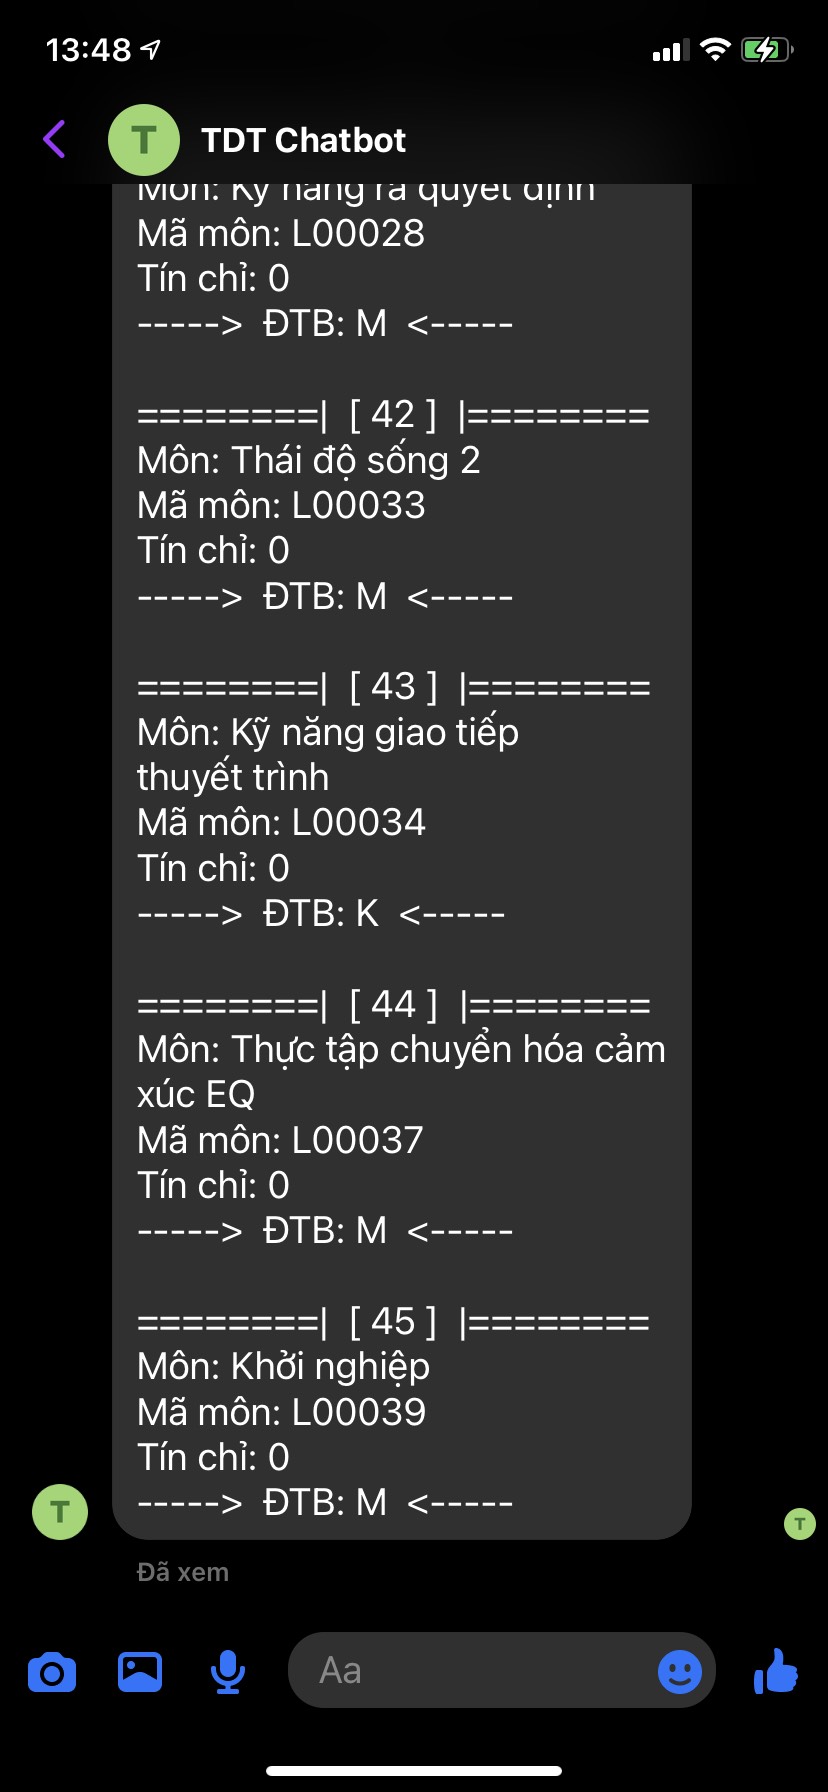 13:48
TDT Chatbot
Môn: Kỹ năng ra quyết định
Mã môn: L00028
Tín chỉ: 0
-----> ĐTB: M <-----
========| [ 42 ] |========
Môn: Thái độ sống 2
Mã môn: L00033
Tín chỉ: 0
-----> ĐTB: M <-----
========| [ 43 ] |========
Môn: Kỹ năng giao tiếp
thuyết trình
Mã môn: L00034
Tín chỉ: 0
-----> ĐTB: K <-----
========| [ 44 ] |========
Môn: Thực tập chuyển hóa cảm
xúc EQ
Mã môn: L00037
Tín chỉ: 0
-----> ĐTB: M <-----
========| [ 45 ] |========
Môn: Khởi nghiệp
Mã môn: L00039
Tín chỉ: 0
-----> ĐTB: M <-----
T
T
T
Đã xem
Aa